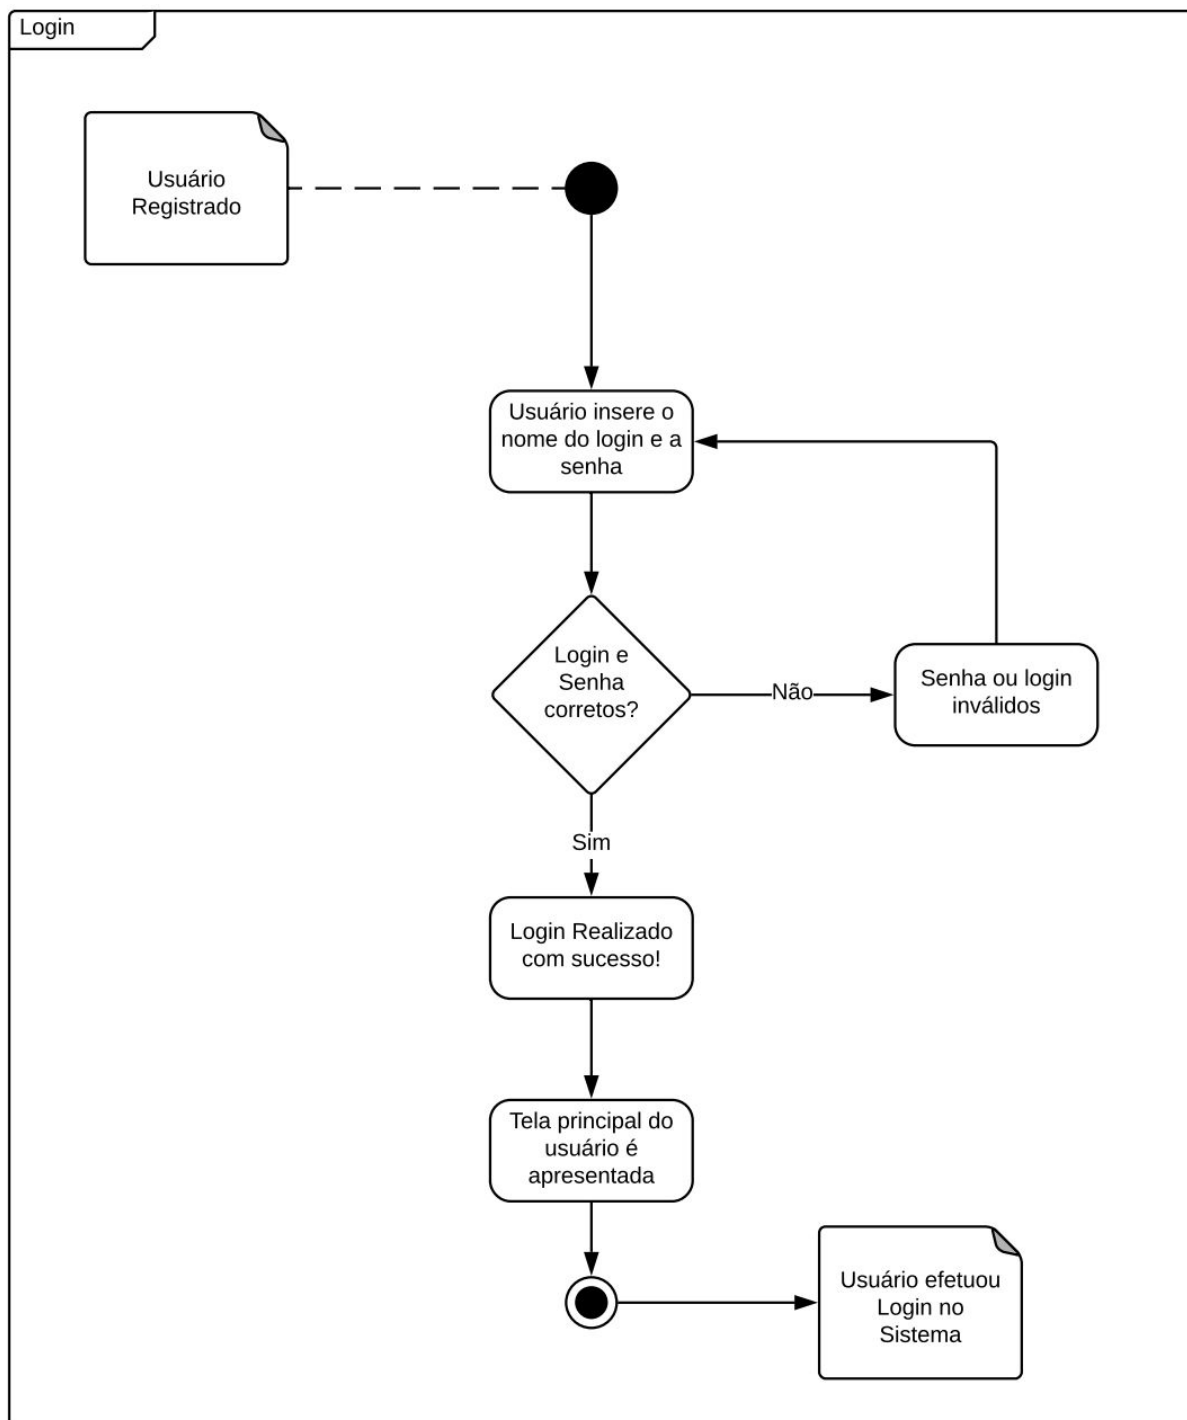 Login
Usuário
Registrado
Usuário insere o
nome do login e a
senha
Login e
Senha
corretos?
Não
Senha ou login
inválidos
Sim
Login Realizado
com sucesso!
Tela principal do
usuário é
apresentada
Usuário efetuou
Login no
Sistema